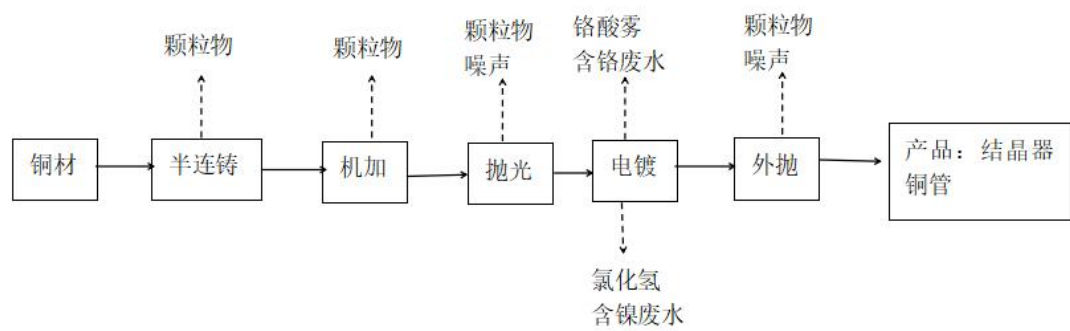 颗粒物
颗粒物
颗粒物
噪声
铬酸雾
含铬废水
颗粒物
噪声
铜材
半连铸
机加
抛光
电镀
外抛
产品：结晶器
铜管
氯化氢
含镍废水